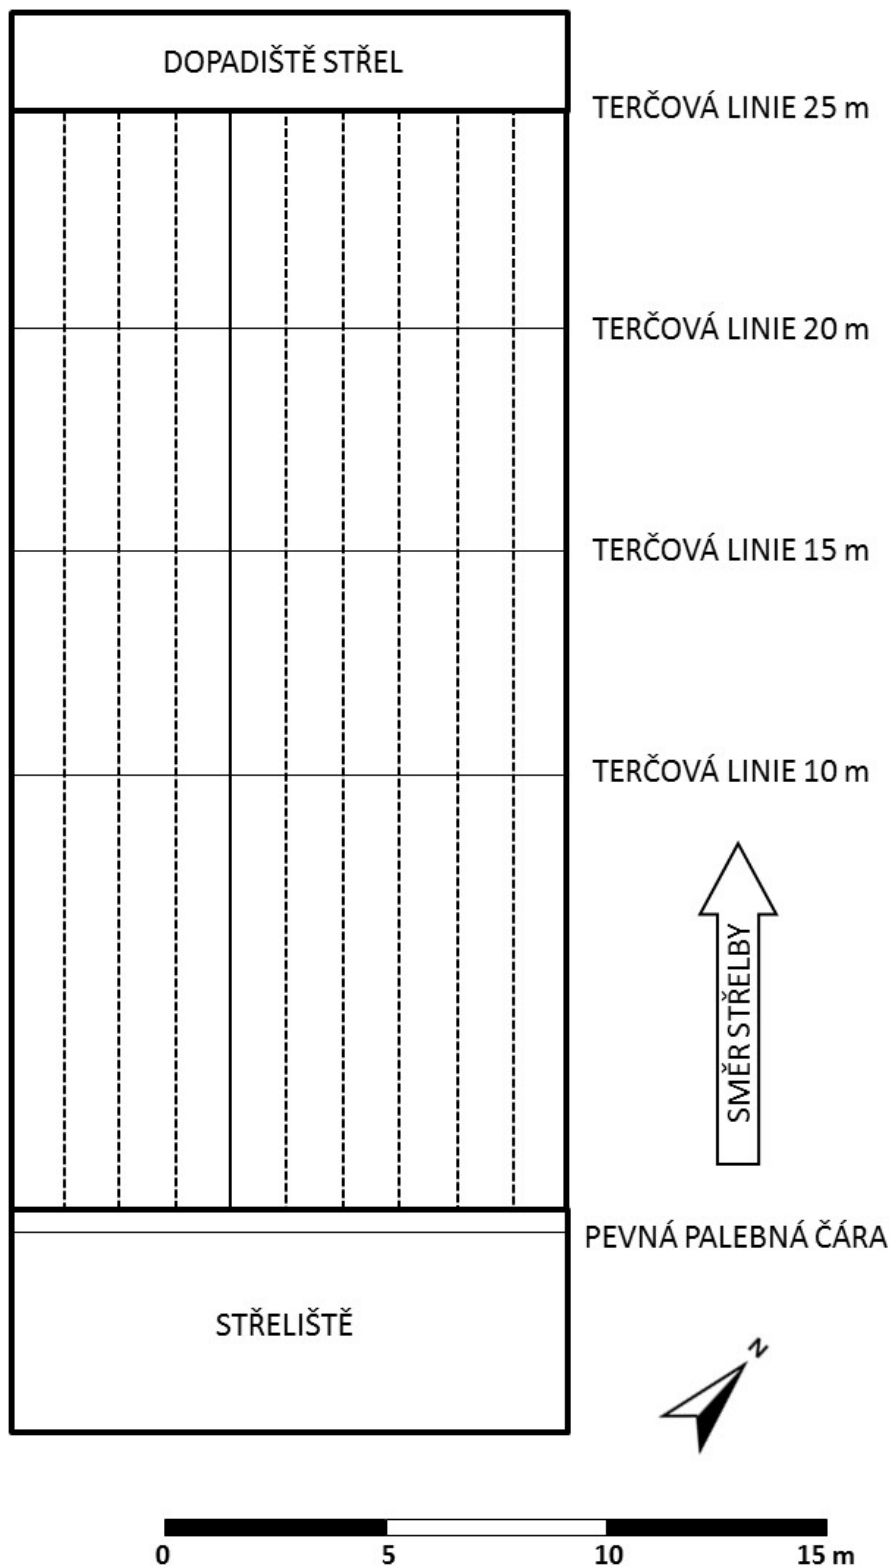 DOPADIŠTĚ STŘEL
TERČOVÁ LINIE 25 m
TERČOVÁ LINIE 20 m
TERČOVÁ LINIE 15 m
TERČOVÁ LINIE 10 m
SMĚR STŘELBY
PEVNÁ PALEBNÁ ČÁRA
STŘELIŠTĚ
N
0 5 10 15 m